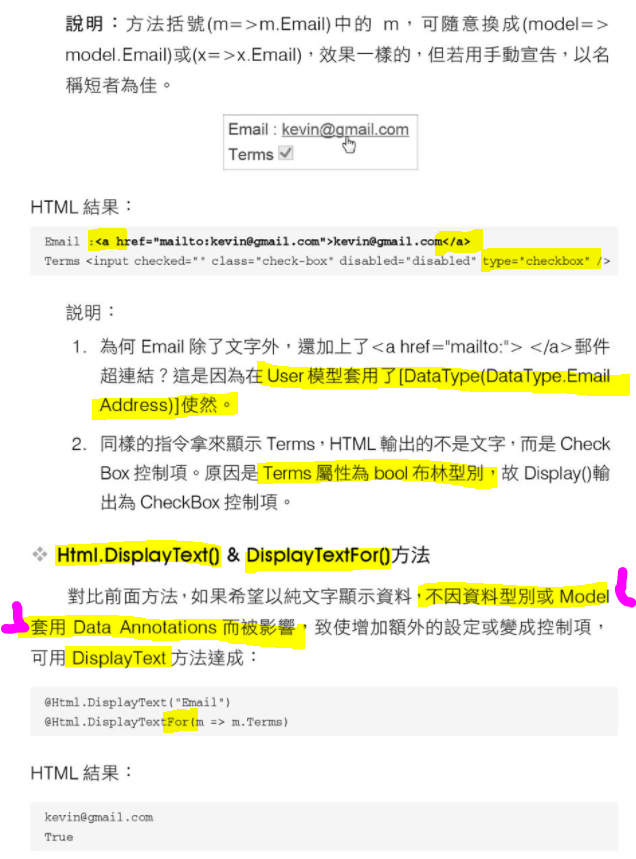 說明：方法括號(m=>m.Email)中的 m，可隨意換成(model=>
model.Email)或(x=>x.Email)，效果一樣的，但若用手動宣告，以名
稱短者為佳。
Email : kevin@gmail.com
Terms
HTML 結果：
Email :<a href="mailto:kevin@gmail.com">kevin@gmail.com</a>
Terms <input checked="" class="check-box" disabled="disabled" type="checkbox" />
説明：
1. 為何 Email 除了文字外，還加上了<a href="mailto:"> </a>郵件
超連結？這是因為在 User 模型套用了[DataType(DataType.Email
Address)]使然。
2. 同樣的指令拿來顯示 Terms，HTML 輸出的不是文字，而是 Check
Box 控制項。原因是 Terms 屬性為 bool 布林型別，故 Display()輸
出為 CheckBox 控制項。
❖ Html.DisplayText() & DisplayTextFor()方法
對比前面方法，如果希望以純文字顯示資料，不因資料型別或 Model
套用 Data Annotations 而被影響，致使增加額外的設定或變成控制項，
可用 DisplayText 方法達成：
@Html.DisplayText("Email")
@Html.DisplayTextFor(m => m.Terms)
HTML 結果：
kevin@gmail.com
True